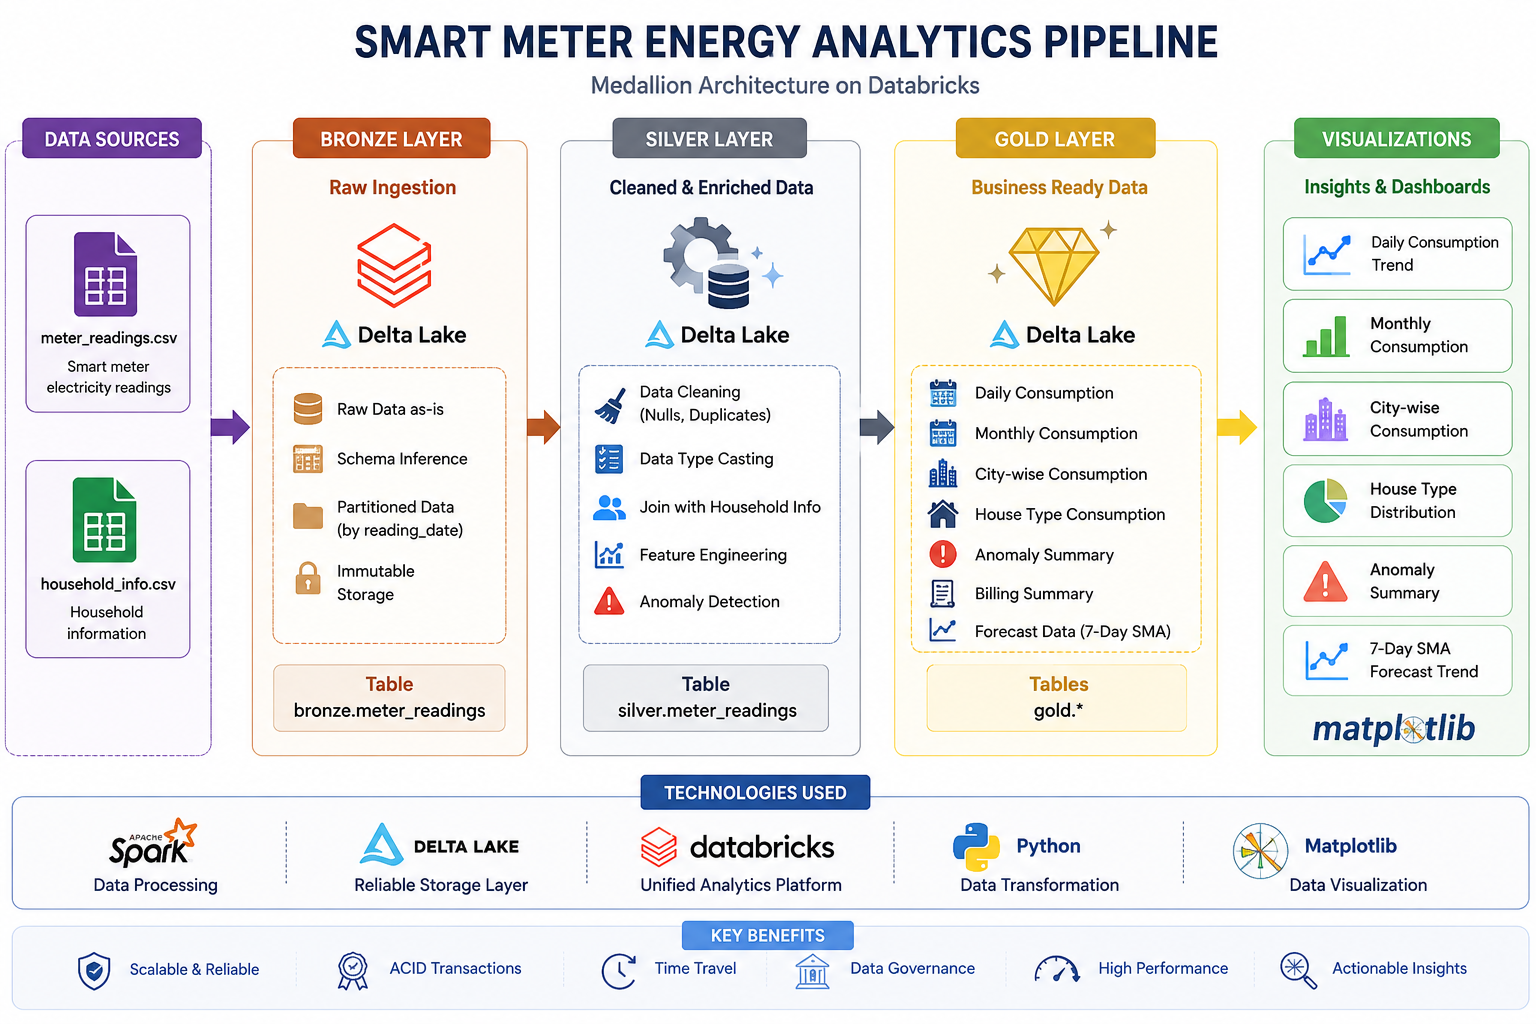 SMART METER ENERGY ANALYTICS PIPELINE
Medallion Architecture on Databricks
DATA SOURCES
meter_readings.csv
Smart meter
electricity readings
household_info.csv
Household
information
BRONZE LAYER
Raw Ingestion
Delta Lake
Raw Data as-is
Schema Inference
Partitioned Data
(by reading_date)
Immutable
Storage
Table
bronze.meter_readings
SILVER LAYER
Cleaned & Enriched Data
Delta Lake
Data Cleaning
(Nulls, Duplicates)
Data Type Casting
Join with Household Info
Feature Engineering
Anomaly Detection
Table
silver.meter_readings
GOLD LAYER
Business Ready Data
Delta Lake
Daily Consumption
Monthly Consumption
City-wise Consumption
House Type Consumption
Anomaly Summary
Billing Summary
Forecast Data (7-Day SMA)
Tables
gold.*
VISUALIZATIONS
Insights & Dashboards
Daily Consumption
Trend
Monthly
Consumption
City-wise
Consumption
House Type
Distribution
Anomaly
Summary
7-Day SMA
Forecast Trend
matplotlib
TECHNOLOGIES USED
APACHE
Spark
Data Processing
DELTA LAKE
Reliable Storage Layer
databricks
Unified Analytics Platform
Python
Data Transformation
Matplotlib
Data Visualization
KEY BENEFITS
Scalable & Reliable
ACID Transactions
Time Travel
Data Governance
High Performance
Actionable Insights